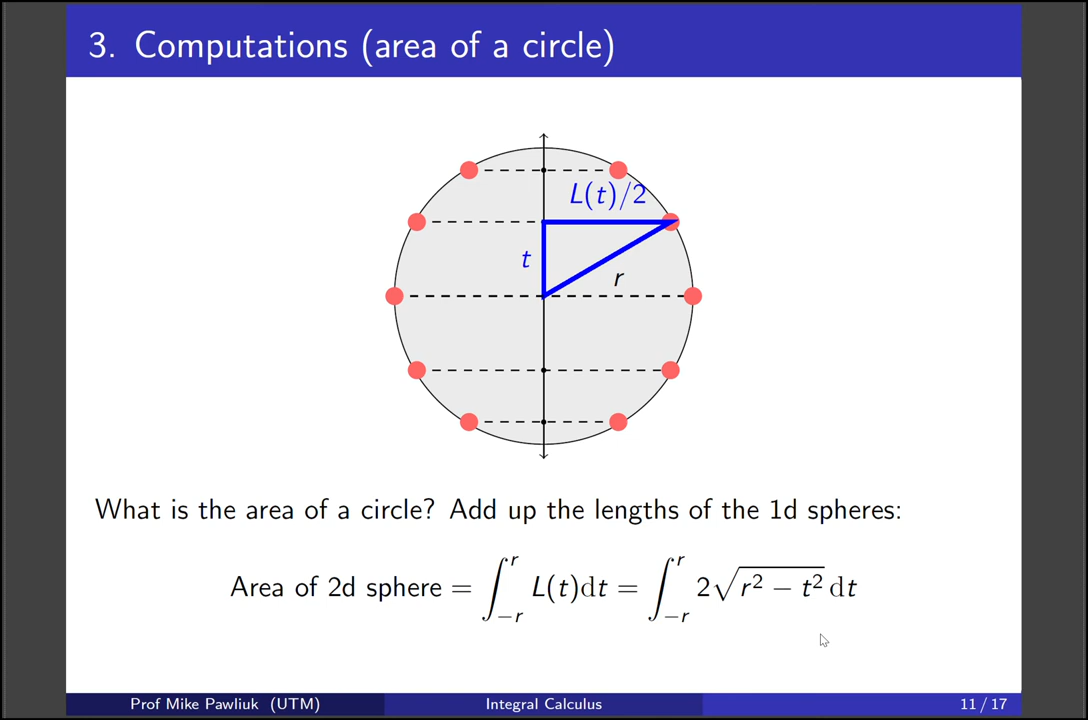 3. Computations (area of a circle)
L(t)/2
t
r
What is the area of a circle? Add up the lengths of the 1d spheres:
Area of 2d sphere = ∫_{-r}^{r} L(t)dt = ∫_{-r}^{r} 2√(r² − t²) dt
Prof Mike Pawliuk (UTM) Integral Calculus 11 / 17